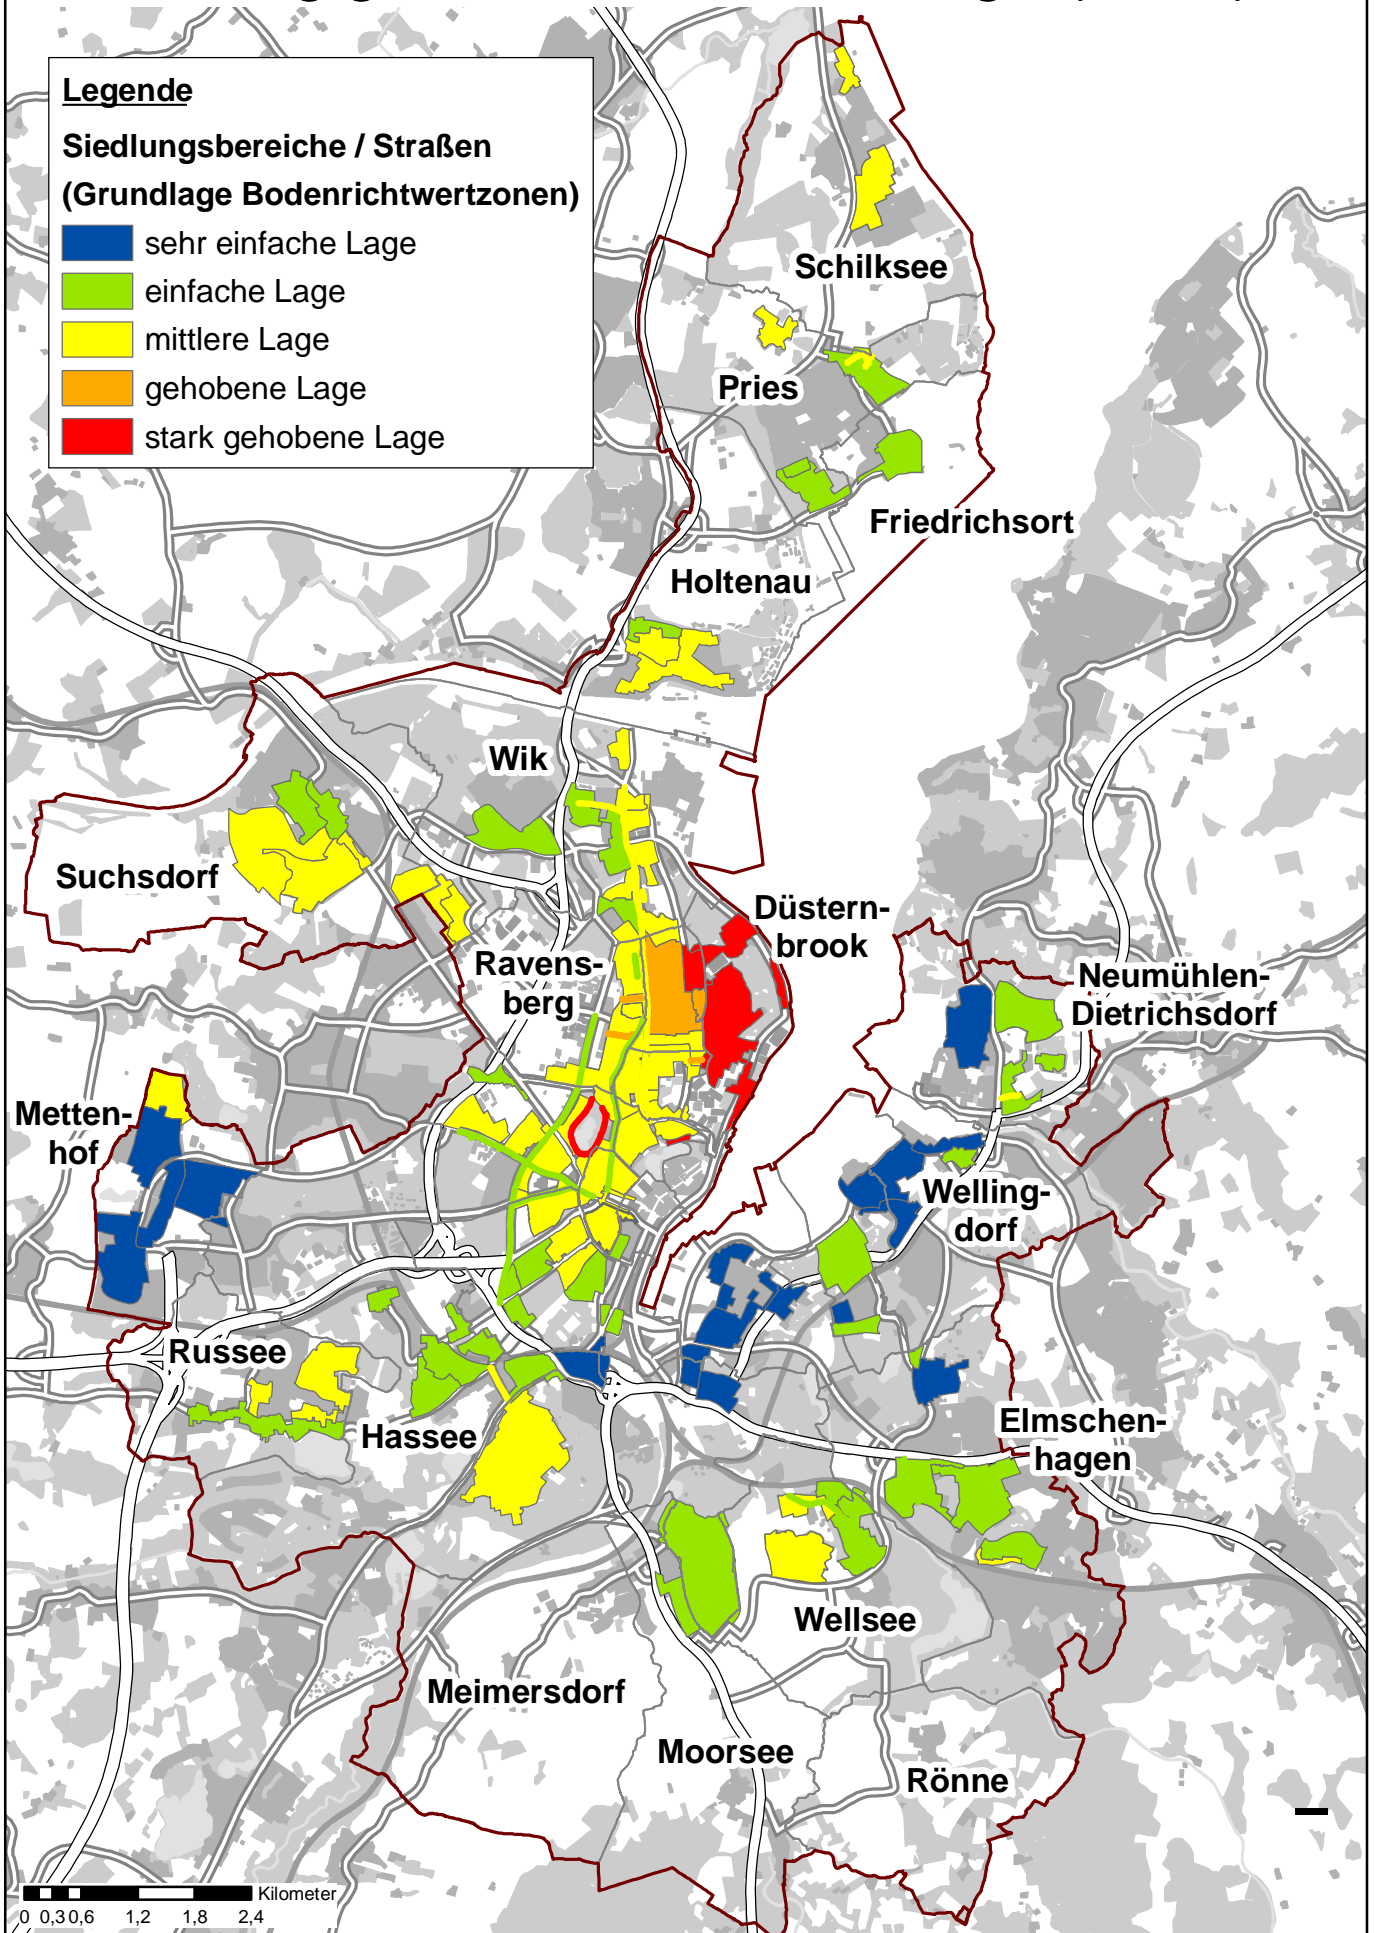 Legende
Siedlungsbereiche / Straßen
(Grundlage Bodenrichtwertzonen)
sehr einfache Lage
einfache Lage
mittlere Lage
gehobene Lage
stark gehobene Lage
Schilksee
Pries
Friedrichsort
Holtenau
Wik
Suchsdorf
Düstern-
brook
Ravens-
berg
Neumühlen-
Dietrichsdorf
Metten-
hof
Welling-
dorf
Russee
Hassee
Elmschen-
hagen
Wellsee
Meimersdorf
Moorsee
Rönne
Kilometer
0 0,3 0,6 1,2 1,8 2,4